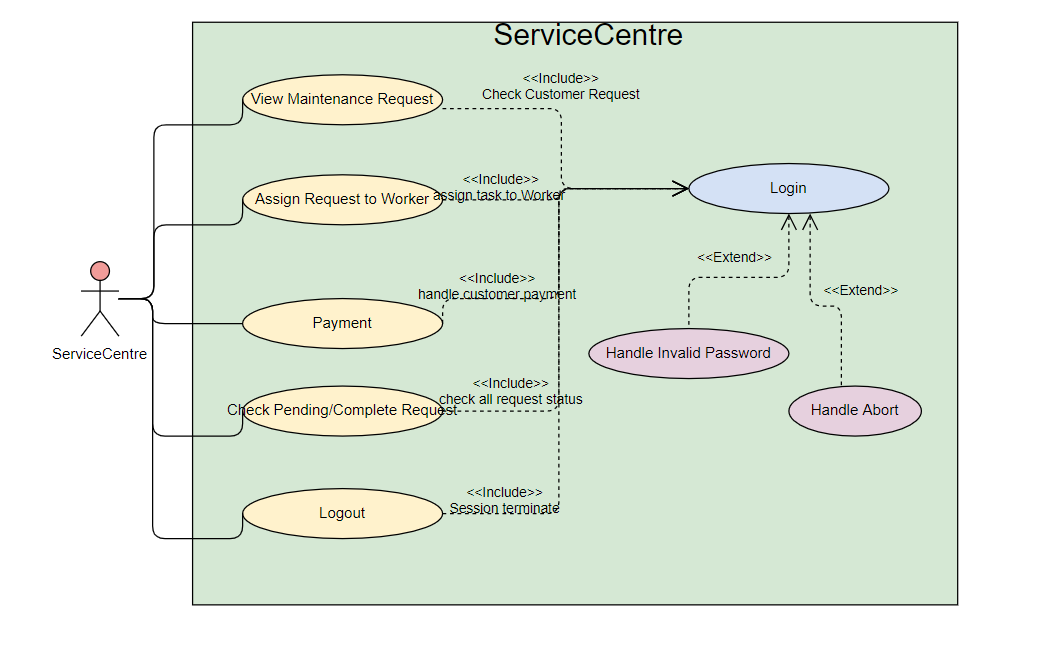 ServiceCentre
<<Include>>
Check Customer Request
View Maintenance Request
<<Include>>
assign task to Worker
Assign Request to Worker
Login
<<Extend>>
<<Include>>
handle customer payment
<<Extend>>
Payment
ServiceCentre
Handle Invalid Password
<<Include>>
check all request status
Check Pending/Complete Request
Handle Abort
<<Include>>
Session terminate
Logout